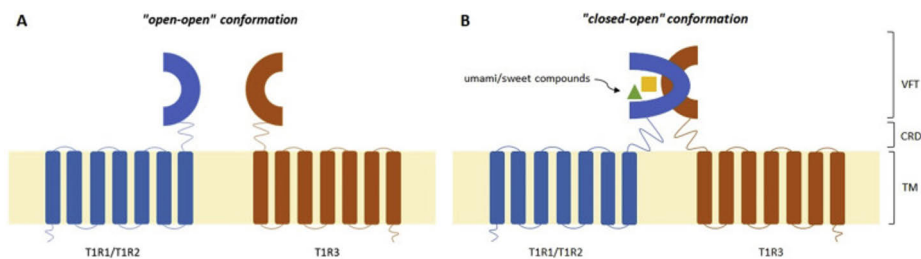 A
"open-open" conformation
B
"closed-open" conformation
umami/sweet compounds
VFT
CRD
TM
T1R1/T1R2
T1R3
T1R1/T1R2
T1R3